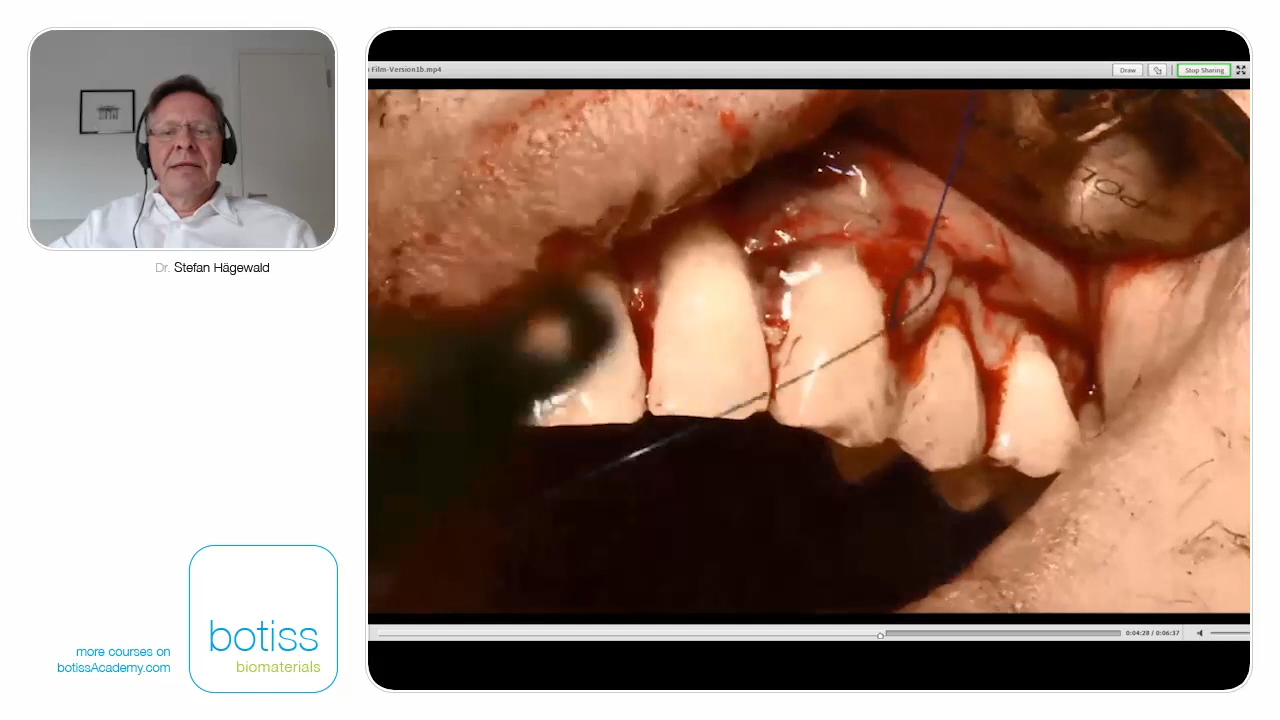 Film-Version1b.mp4
Draw
Stop Sharing
Dr. Stefan Hägewald
botiss
biomaterials
more courses on
botissAcademy.com
0:04:28 / 0:06:37